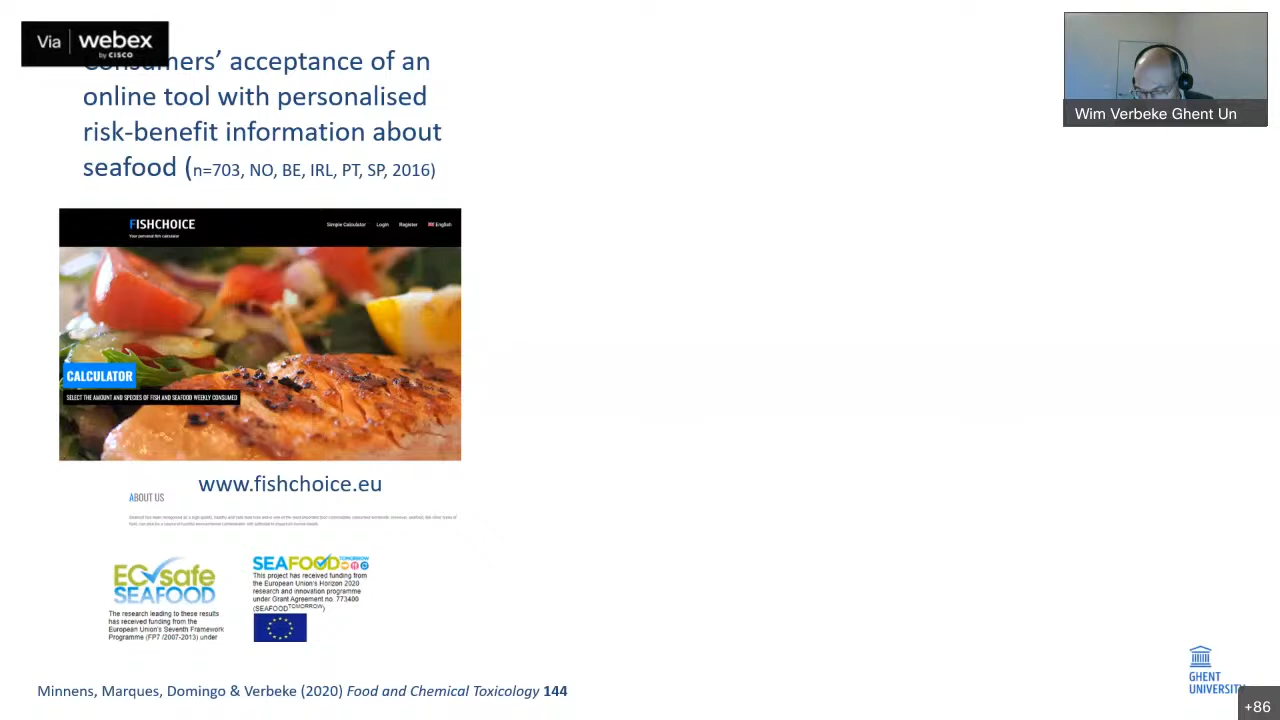 Via webex
by CISCO
Consumers’ acceptance of an
online tool with personalised
risk-benefit information about
seafood (n=703, NO, BE, IRL, PT, SP, 2016)
Wim Verbeke Ghent Un
FISHCHOICE
Your personal fish calculator
Simple Calculator Login Register English
CALCULATOR
SELECT THE AMOUNT AND SPECIES OF FISH AND SEAFOOD WEEKLY CONSUMED
www.fishchoice.eu
ABOUT US
ECsafe
SEAFOOD
The research leading to these results
has received funding from the
European Union's Seventh Framework
Programme (FP7 /2007-2013) under
SEAFOOD TOMORROW
This project has received funding from
the European Union's Horizon 2020
research and innovation programme
under Grant Agreement no. 773400
(SEAFOODTOMORROW)
Minnens, Marques, Domingo & Verbeke (2020) Food and Chemical Toxicology 144
GHENT
UNIVERSITY
+86